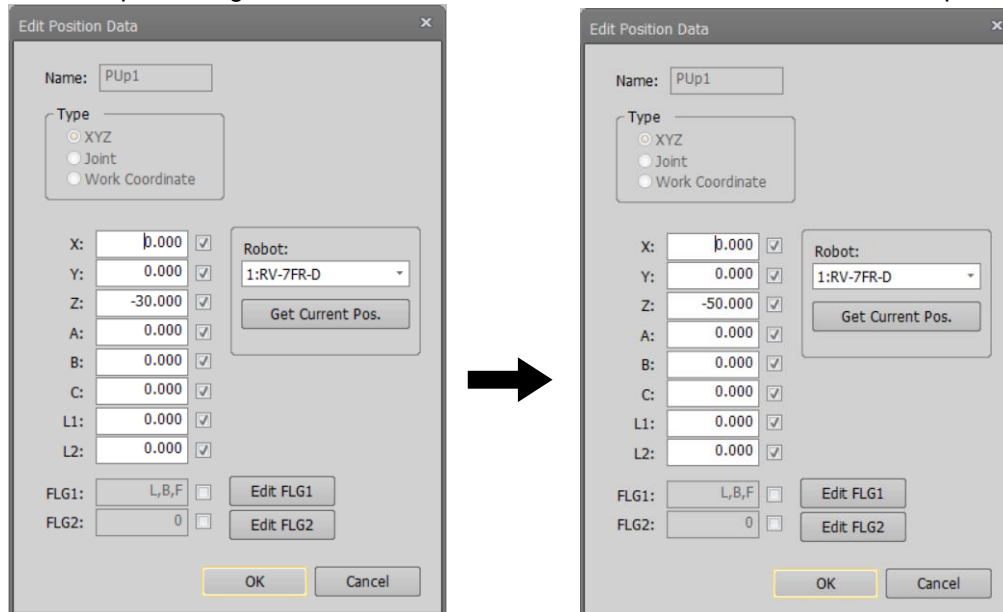 Edit Position Data
Name: PUp1
Type
XYZ
Joint
Work Coordinate
X: 0.000
Y: 0.000
Z: -30.000
A: 0.000
B: 0.000
C: 0.000
L1: 0.000
L2: 0.000
Robot:
1:RV-7FR-D
Get Current Pos.
FLG1: L,B,F Edit FLG1
FLG2: 0 Edit FLG2
OK Cancel
Edit Position Data
Name: PUp1
Type
XYZ
Joint
Work Coordinate
X: 0.000
Y: 0.000
Z: -50.000
A: 0.000
B: 0.000
C: 0.000
L1: 0.000
L2: 0.000
Robot:
1:RV-7FR-D
Get Current Pos.
FLG1: L,B,F Edit FLG1
FLG2: 0 Edit FLG2
OK Cancel